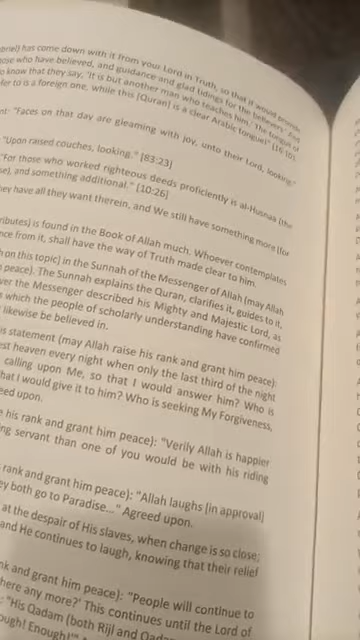 briel) has come down with it from your Lord in Truth, so that it would
ose who have believed, and guidance and glad tidings for the believers. And
o know that they say, 'It is but another man who teaches him.' The tongue of
efer to is a foreign one, while this [Quran] is a clear Arabic tongue!"
nt: "Faces on that day are gleaming with joy, unto their Lord, looking."
"Upon raised couches, looking." [83:23]
"For those who worked righteous deeds proficiently is al-Husnaa (the
se), and something additional." [10:26]
hey have all they want therein, and We still have something more (for
ributes) is found in the Book of Allah much. Whoever contemplates
nce from it, shall have the way of Truth made clear to him.
h on this topic) in the Sunnah of the Messenger of Allah (may Allah
peace). The Sunnah explains the Quran, clarifies it, guides to it,
ver the Messenger described his Mighty and Majestic Lord, as
s which the people of scholarly understanding have confirmed
likewise be believed in.
is statement (may Allah raise his rank and grant him peace):
est heaven every night when only the last third of the night
calling upon Me, so that I would answer him? Who is
hat I would give it to him? Who is seeking My Forgiveness,
eed upon.
e his rank and grant him peace): "Verily Allah is happier
ing servant than one of you would be with his riding
rank and grant him peace): "Allah laughs [in approval]
ey both go to Paradise..." Agreed upon.
at the despair of His slaves, when change is so close;
and He continues to laugh, knowing that their relief
nk and grant him peace): "People will continue to
here any more?' This continues until the Lord of
: "His Qadam (both Rijl and Qadam
ough! Enough!'"